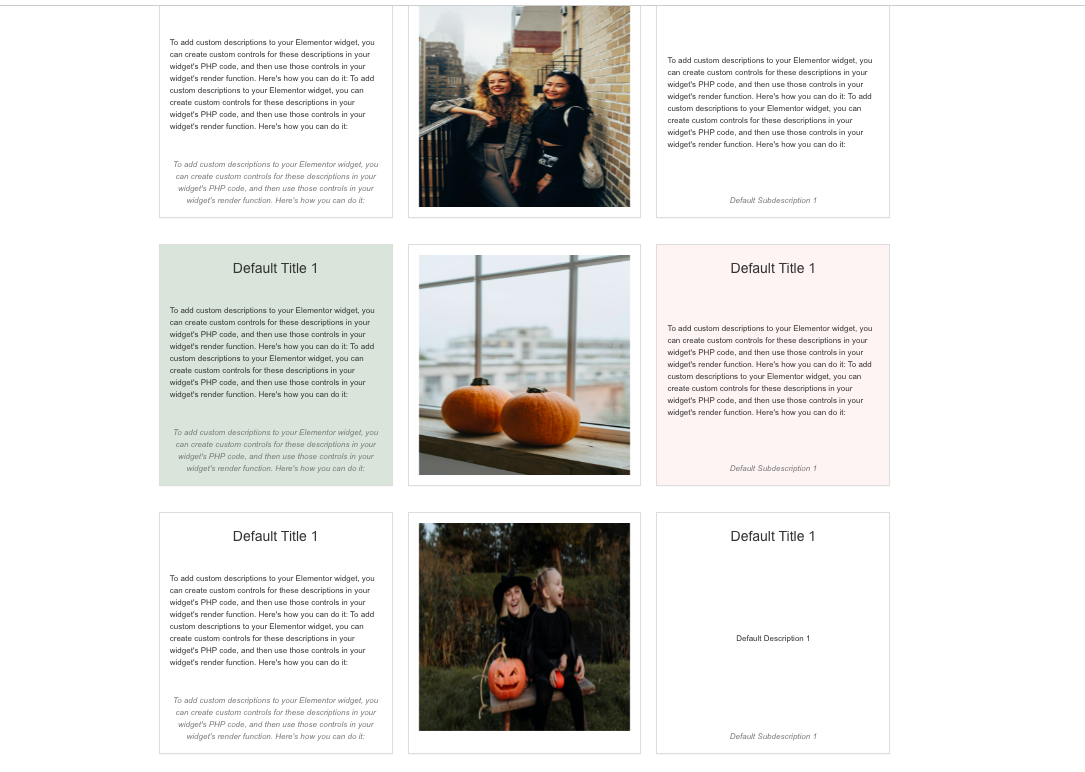 To add custom descriptions to your Elementor widget, you
can create custom controls for these descriptions in your
widget's PHP code, and then use those controls in your
widget's render function. Here's how you can do it: To add
custom descriptions to your Elementor widget, you can
create custom controls for these descriptions in your
widget's PHP code, and then use those controls in your
widget's render function. Here's how you can do it:
To add custom descriptions to your Elementor widget, you
can create custom controls for these descriptions in your
widget's PHP code, and then use those controls in your
widget's render function. Here's how you can do it:
To add custom descriptions to your Elementor widget, you
can create custom controls for these descriptions in your
widget's PHP code, and then use those controls in your
widget's render function. Here's how you can do it: To add
custom descriptions to your Elementor widget, you can
create custom controls for these descriptions in your
widget's PHP code, and then use those controls in your
widget's render function. Here's how you can do it:
Default Subdescription 1
Default Title 1
To add custom descriptions to your Elementor widget, you
can create custom controls for these descriptions in your
widget's PHP code, and then use those controls in your
widget's render function. Here's how you can do it: To add
custom descriptions to your Elementor widget, you can
create custom controls for these descriptions in your
widget's PHP code, and then use those controls in your
widget's render function. Here's how you can do it:
To add custom descriptions to your Elementor widget, you
can create custom controls for these descriptions in your
widget's PHP code, and then use those controls in your
widget's render function. Here's how you can do it:
Default Title 1
To add custom descriptions to your Elementor widget, you
can create custom controls for these descriptions in your
widget's PHP code, and then use those controls in your
widget's render function. Here's how you can do it: To add
custom descriptions to your Elementor widget, you can
create custom controls for these descriptions in your
widget's PHP code, and then use those controls in your
widget's render function. Here's how you can do it:
Default Subdescription 1
Default Title 1
To add custom descriptions to your Elementor widget, you
can create custom controls for these descriptions in your
widget's PHP code, and then use those controls in your
widget's render function. Here's how you can do it: To add
custom descriptions to your Elementor widget, you can
create custom controls for these descriptions in your
widget's PHP code, and then use those controls in your
widget's render function. Here's how you can do it:
To add custom descriptions to your Elementor widget, you
can create custom controls for these descriptions in your
widget's PHP code, and then use those controls in your
widget's render function. Here's how you can do it:
Default Title 1
Default Description 1
Default Subdescription 1